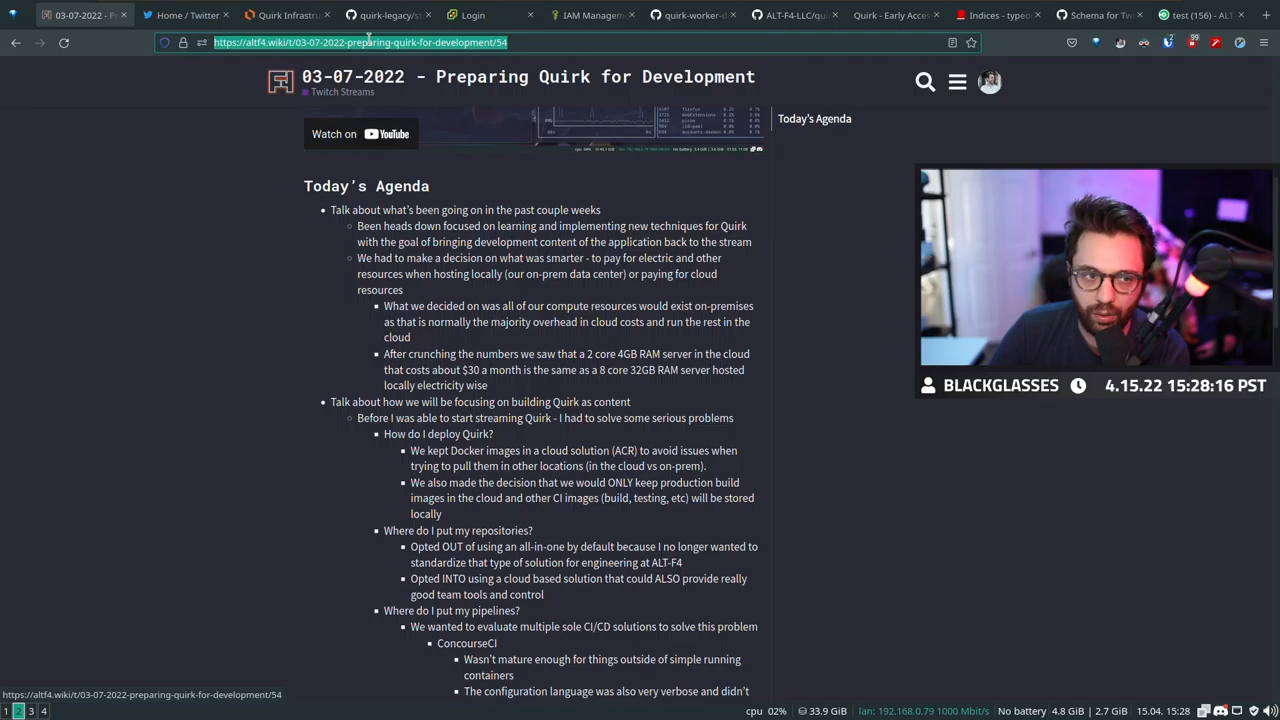 03-07-2022 - P
Home / Twitter
Quirk Infrastru
quirk-legacy/st
Login
IAM Managem
quirk-worker-d
ALT-F4-LLC/qui
Quirk - Early Acces
Indices - typeor
Schema for Tw
test (156) - ALT
https://altf4.wiki/t/03-07-2022-preparing-quirk-for-development/54
2
99
03-07-2022 - Preparing Quirk for Development
Twitch Streams
Today's Agenda
Watch on YouTube
Today's Agenda
Talk about what's been going on in the past couple weeks
Been heads down focused on learning and implementing new techniques for Quirk
with the goal of bringing development content of the application back to the stream
We had to make a decision on what was smarter - to pay for electric and other
resources when hosting locally (our on-prem data center) or paying for cloud
resources
What we decided on was all of our compute resources would exist on-premises
as that is normally the majority overhead in cloud costs and run the rest in the
cloud
After crunching the numbers we saw that a 2 core 4GB RAM server in the cloud
that costs about $30 a month is the same as a 8 core 32GB RAM server hosted
locally electricity wise
Talk about how we will be focusing on building Quirk as content
Before I was able to start streaming Quirk - I had to solve some serious problems
How do I deploy Quirk?
We kept Docker images in a cloud solution (ACR) to avoid issues when
trying to pull them in other locations (in the cloud vs on-prem).
We also made the decision that we would ONLY keep production build
images in the cloud and other CI images (build, testing, etc) will be stored
locally
Where do I put my repositories?
Opted OUT of using an all-in-one by default because I no longer wanted to
standardize that type of solution for engineering at ALT-F4
Opted INTO using a cloud based solution that could ALSO provide really
good team tools and control
Where do I put my pipelines?
We wanted to evaluate multiple sole CI/CD solutions to solve this problem
ConcourseCI
Wasn't mature enough for things outside of simple running
containers
The configuration language was also very verbose and didn't
BLACKGLASSES 4.15.22 15:28:16 PST
https://altf4.wiki/t/03-07-2022-preparing-quirk-for-development/54
1 2 3 4
cpu 02% 33.9 GiB lan: 192.168.0.79 1000 Mbit/s No battery 4.8 GiB | 2.7 GiB 15.04. 15:28